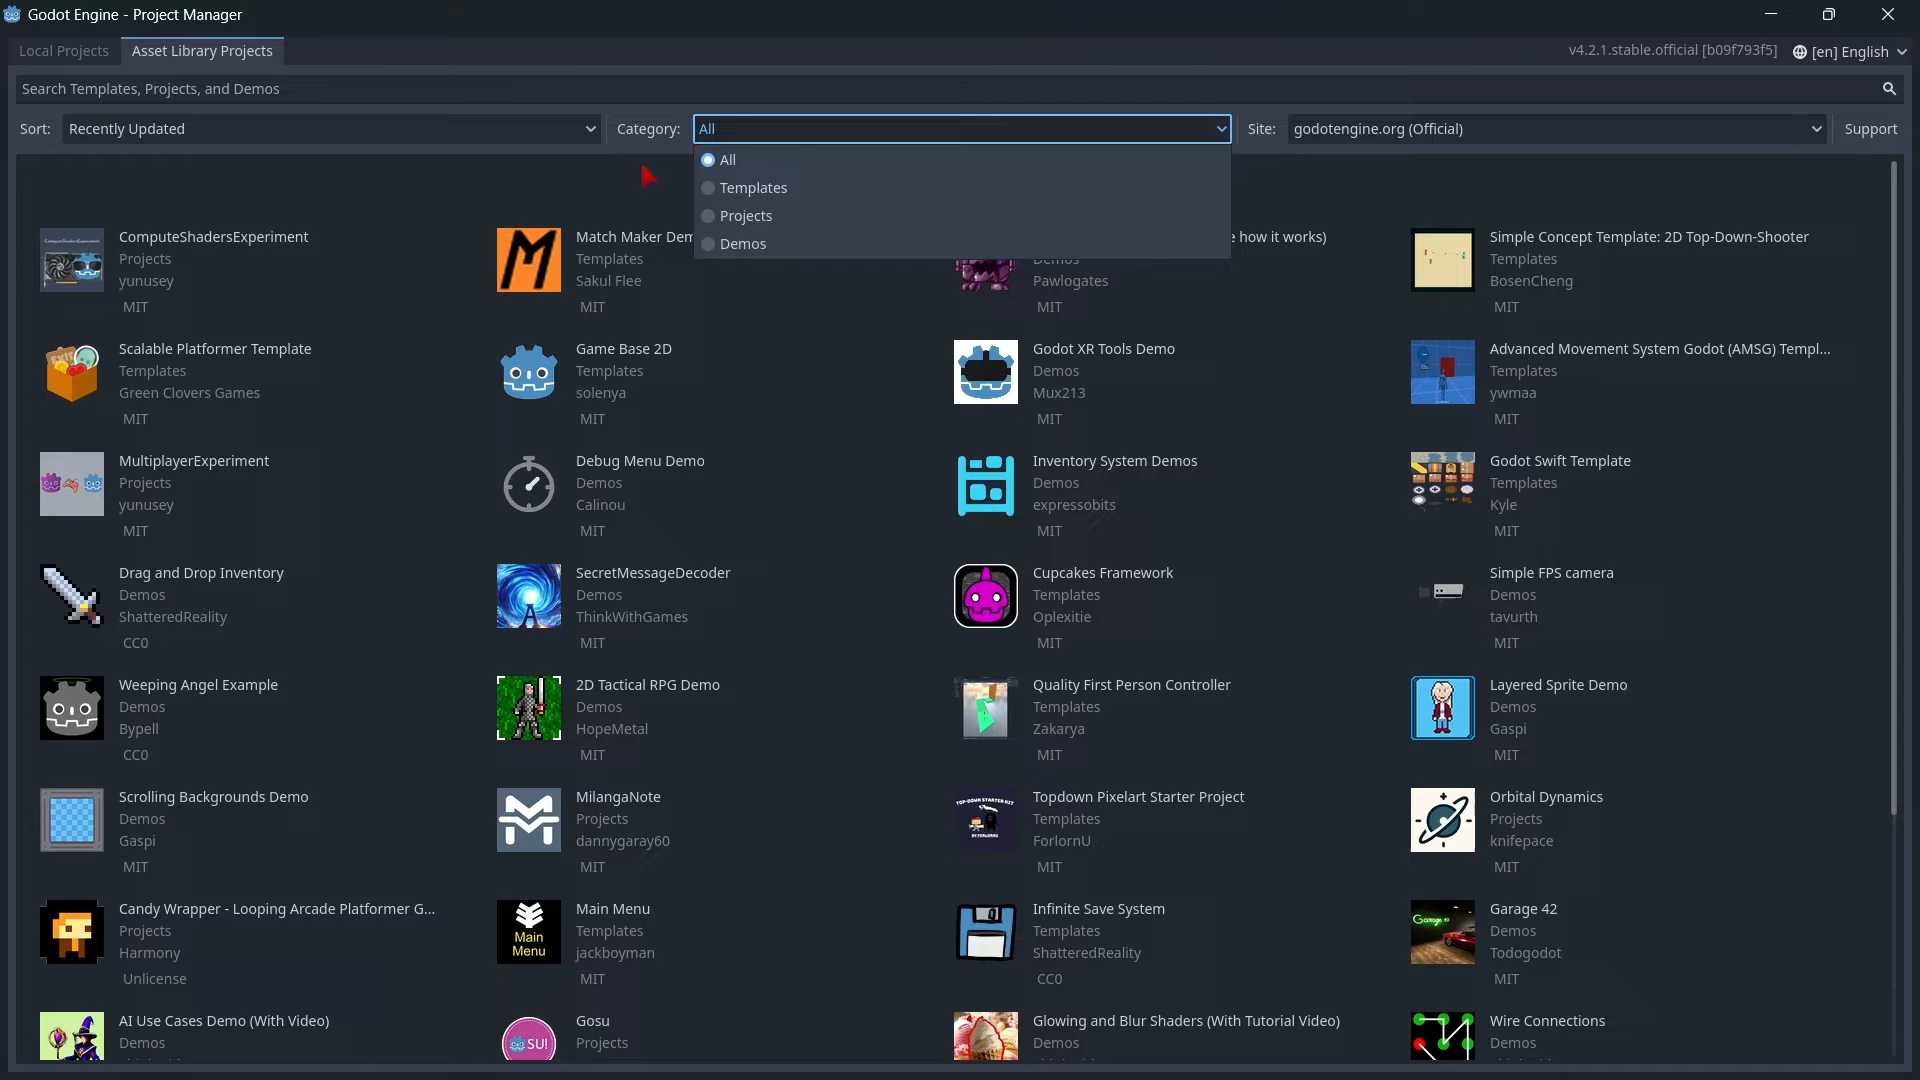 Godot Engine - Project Manager
Local Projects
Asset Library Projects
v4.2.1.stable.official [b09f793f5]
[en] English
Search Templates, Projects, and Demos
Sort:
Recently Updated
Category:
All
Site:
godotengine.org (Official)
Support
All
Templates
Projects
Demos
ComputeShadersExperiment
Projects
yunusey
MIT
Match Maker Dem
Templates
Sakul Flee
MIT
how it works)
Demos
Pawlogates
MIT
Simple Concept Template: 2D Top-Down-Shooter
Templates
BosenCheng
MIT
Scalable Platformer Template
Templates
Green Clovers Games
MIT
Game Base 2D
Templates
solenya
MIT
Godot XR Tools Demo
Demos
Mux213
MIT
Advanced Movement System Godot (AMSG) Templ...
Templates
ywmaa
MIT
MultiplayerExperiment
Projects
yunusey
MIT
Debug Menu Demo
Demos
Calinou
MIT
Inventory System Demos
Demos
expressobits
MIT
Godot Swift Template
Templates
Kyle
MIT
Drag and Drop Inventory
Demos
ShatteredReality
CC0
SecretMessageDecoder
Demos
ThinkWithGames
MIT
Cupcakes Framework
Templates
Oplexitie
MIT
Simple FPS camera
Demos
tavurth
MIT
Weeping Angel Example
Demos
Bypell
CC0
2D Tactical RPG Demo
Demos
HopeMetal
MIT
Quality First Person Controller
Templates
Zakarya
MIT
Layered Sprite Demo
Demos
Gaspi
MIT
Scrolling Backgrounds Demo
Demos
Gaspi
MIT
MilangaNote
Projects
dannygaray60
MIT
TOP-DOWN STARTER KIT
BY FORLORNU
Topdown Pixelart Starter Project
Templates
ForlornU
MIT
Orbital Dynamics
Projects
knifepace
MIT
Candy Wrapper - Looping Arcade Platformer G...
Projects
Harmony
Unlicense
Main
Menu
Main Menu
Templates
jackboyman
MIT
Infinite Save System
Templates
ShatteredReality
CC0
Garage 42
Demos
Todogodot
MIT
AI Use Cases Demo (With Video)
Demos
SU!
Gosu
Projects
Glowing and Blur Shaders (With Tutorial Video)
Demos
Wire Connections
Demos